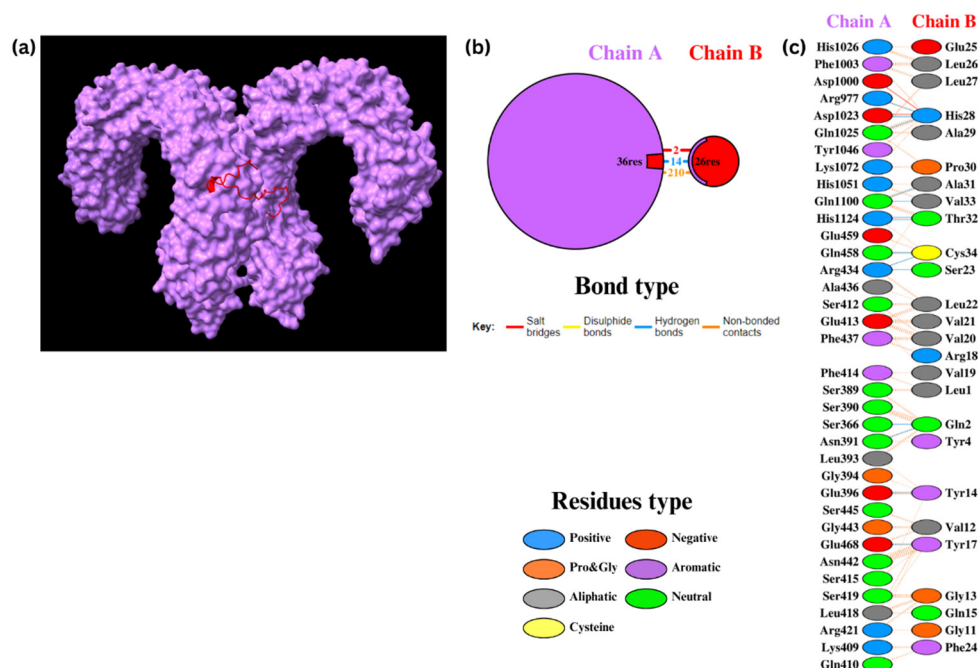 (a)
(b)
Chain A Chain B
36res
2
14
210
26res
Bond type
Key: Salt bridges Disulphide bonds Hydrogen bonds Non-bonded contacts
Residues type
Positive Negative
Pro&Gly Aromatic
Aliphatic Neutral
Cysteine
(c)
Chain A Chain B
His1026 Glu25
Phe1003 Leu26
Asp1000 Leu27
Arg977
Asp1023 His28
Gln1025 Ala29
Tyr1046
Lys1072 Pro30
His1051 Ala31
Gln1100 Val33
His1124 Thr32
Glu459
Gln458 Cys34
Arg434 Ser23
Ala436
Ser412 Leu22
Glu413 Val21
Phe437 Val20
Arg18
Phe414 Val19
Ser389 Leu1
Ser390
Ser366 Gln2
Asn391 Tyr4
Leu393
Gly394
Glu396 Tyr14
Ser445
Gly443 Val12
Glu468 Tyr17
Asn442
Ser415
Ser419 Gly13
Leu418 Gln15
Arg421 Gly11
Lys409 Phe24
Gln410